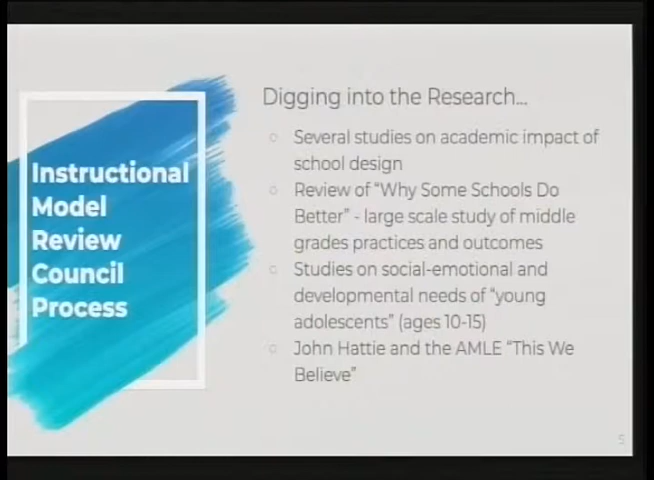 Instructional
Model
Review
Council
Process
Digging into the Research...
Several studies on academic impact of
school design
Review of “Why Some Schools Do
Better” - large scale study of middle
grades practices and outcomes
Studies on social-emotional and
developmental needs of “young
adolescents” (ages 10-15)
John Hattie and the AMLE “This We
Believe”
5